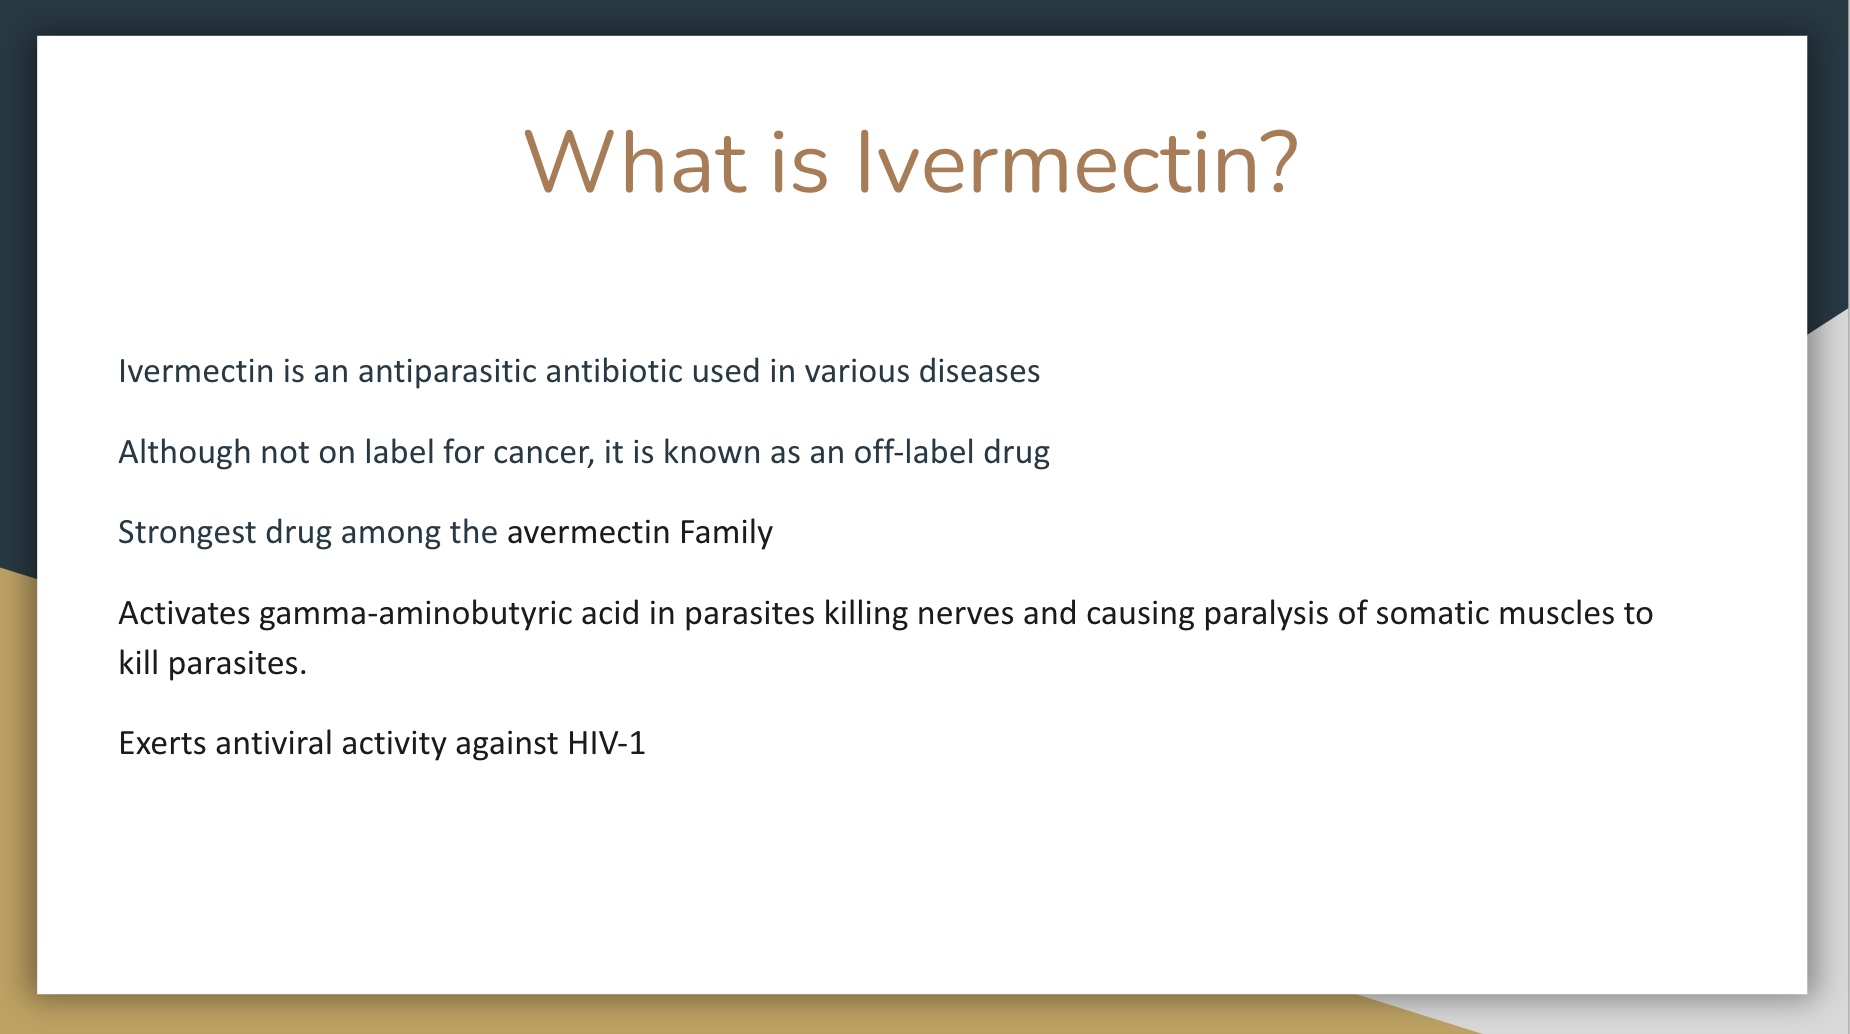 What is Ivermectin?
Ivermectin is an antiparasitic antibiotic used in various diseases
Although not on label for cancer, it is known as an off-label drug
Strongest drug among the avermectin Family
Activates gamma-aminobutyric acid in parasites killing nerves and causing paralysis of somatic muscles to
kill parasites.
Exerts antiviral activity against HIV-1